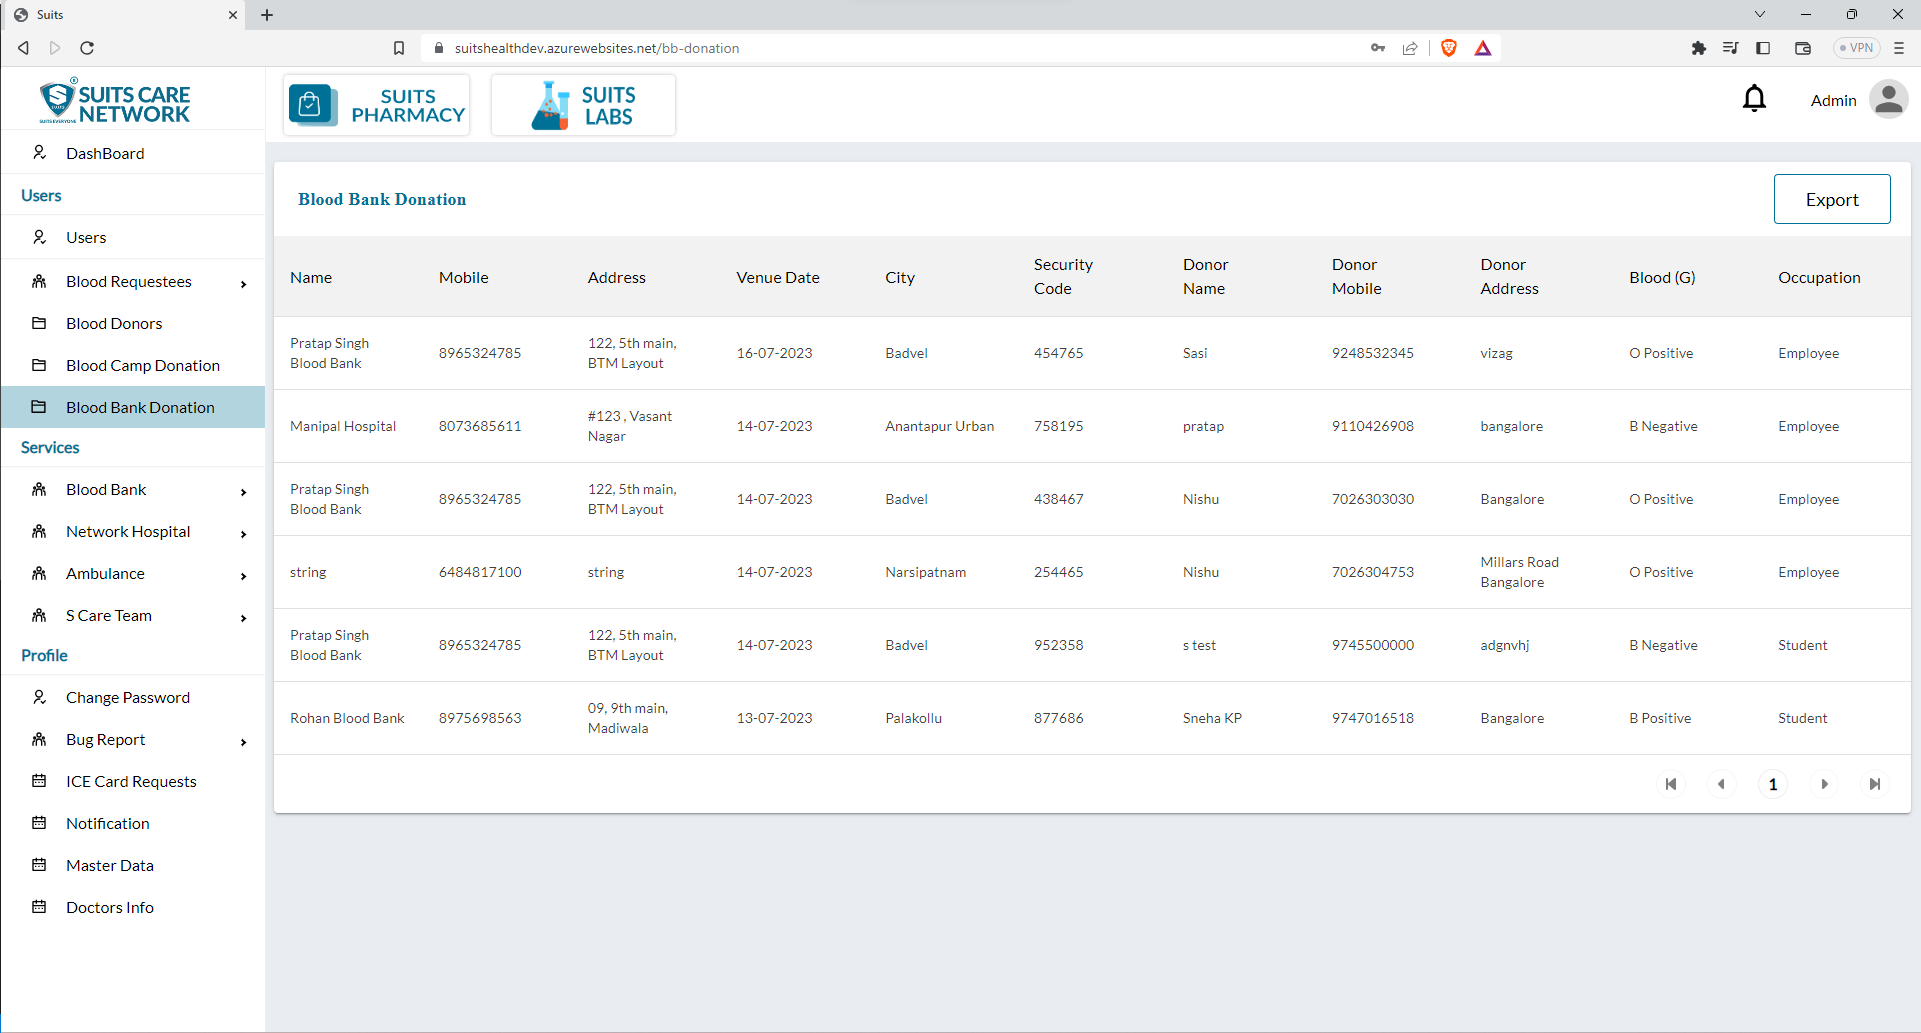 Suits
suitshealthdev.azurewebsites.net/bb-donation
VPN
SUITS CARE
NETWORK
SUITS EVERYONE
SUITS
PHARMACY
SUITS
LABS
Admin
DashBoard
Users
Users
Blood Requestees
Blood Donors
Blood Camp Donation
Blood Bank Donation
Services
Blood Bank
Network Hospital
Ambulance
S Care Team
Profile
Change Password
Bug Report
ICE Card Requests
Notification
Master Data
Doctors Info
Blood Bank Donation
Export
Name Mobile Address Venue Date City Security Code Donor Name Donor Mobile Donor Address Blood (G) Occupation
Pratap Singh Blood Bank 8965324785 122, 5th main, BTM Layout 16-07-2023 Badvel 454765 Sasi 9248532345 vizag O Positive Employee
Manipal Hospital 8073685611 #123 , Vasant Nagar 14-07-2023 Anantapur Urban 758195 pratap 9110426908 bangalore B Negative Employee
Pratap Singh Blood Bank 8965324785 122, 5th main, BTM Layout 14-07-2023 Badvel 438467 Nishu 7026303030 Bangalore O Positive Employee
string 6484817100 string 14-07-2023 Narsipatnam 254465 Nishu 7026304753 Millars Road Bangalore O Positive Employee
Pratap Singh Blood Bank 8965324785 122, 5th main, BTM Layout 14-07-2023 Badvel 952358 s test 9745500000 adgnvhj B Negative Student
Rohan Blood Bank 8975698563 09, 9th main, Madiwala 13-07-2023 Palakollu 877686 Sneha KP 9747016518 Bangalore B Positive Student
1